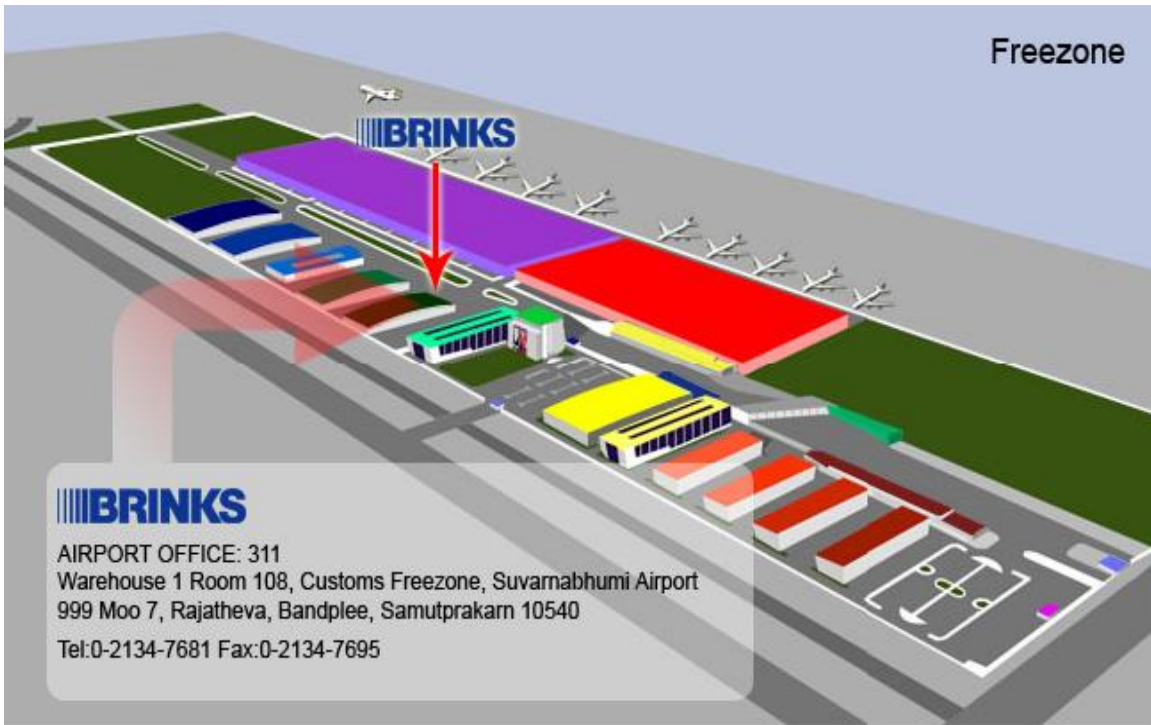 Freezone
BRINKS
BRINKS
AIRPORT OFFICE: 311
Warehouse 1 Room 108, Customs Freezone, Suvarnabhumi Airport
999 Moo 7, Rajatheva, Bandplee, Samutprakarn 10540
Tel:0-2134-7681 Fax:0-2134-7695